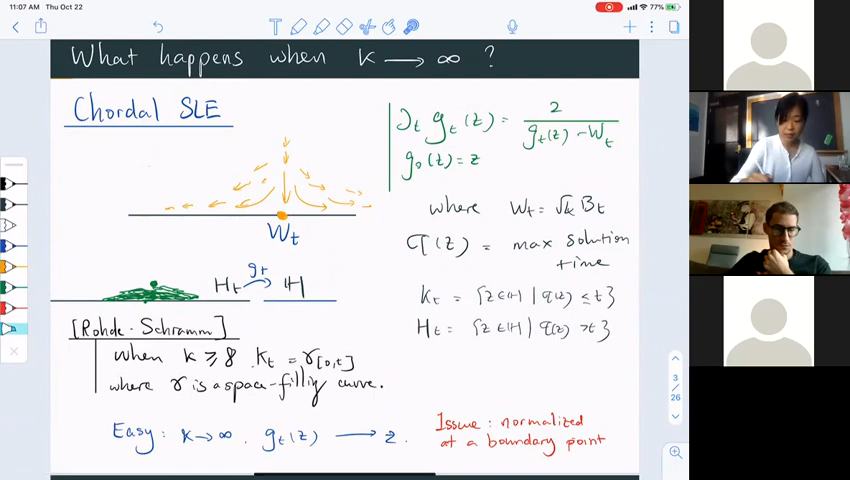 11:07 AM Thu Oct 22
77%
What happens when κ → ∞ ?
Chordal SLE
∂t gt(z) = 2 / (gt(z) - Wt)
g0(z) = z
Wt
where Wt = √κ Bt
τ(z) = max solution
time
gt
Ht → ℍ
Kt = {z∈ℍ | τ(z) ≤ t}
Ht = {z∈ℍ | τ(z) > t}
[Rohde-Schramm]
when κ ≥ 8 Kt = γ[0,t]
where γ is a space-filliy curve.
Easy: κ → ∞. gt(z) → z.
Issue: normalized
at a boundary point
3
26